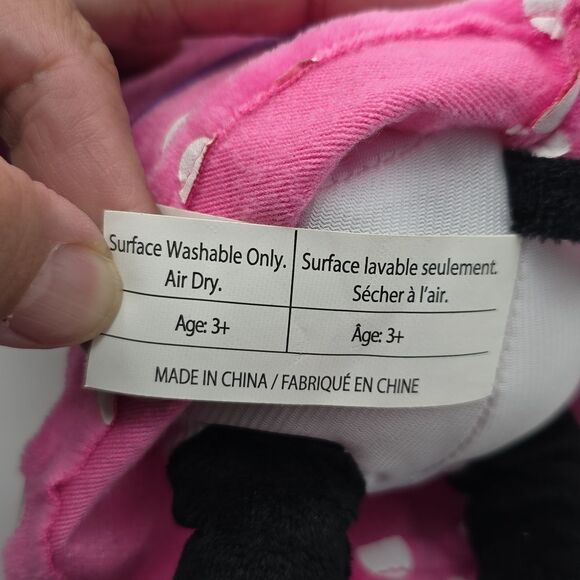 Surface Washable Only.
Air Dry.
Surface lavable seulement.
Sécher à l'air.
Age: 3+
Âge: 3+
MADE IN CHINA / FABRIQUÉ EN CHINE